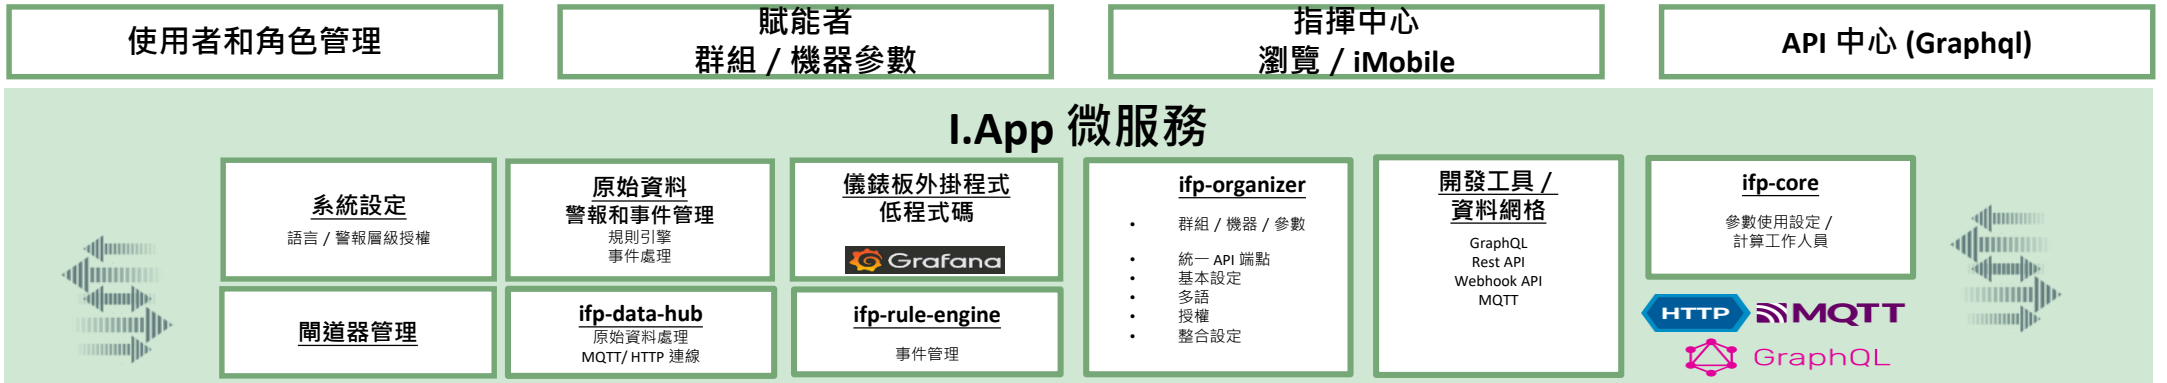 使用者和角色管理
賦能者
群組 / 機器參數
指揮中心
瀏覽 / iMobile
API 中心 (Graphql)
I.App 微服務
系統設定
語言 / 警報層級授權
原始資料
警報和事件管理
規則引擎
事件處理
儀錶板外掛程式
低程式碼
Grafana
ifp-organizer
• 群組 / 機器 / 參數
• 統一 API 端點
• 基本設定
• 多語
• 授權
• 整合設定
開發工具 /
資料網格
GraphQL
Rest API
Webhook API
MQTT
ifp-core
參數使用設定 /
計算工作人員
閘道器管理
ifp-data-hub
原始資料處理
MQTT/ HTTP 連線
ifp-rule-engine
事件管理
HTTP
MQTT
GraphQL